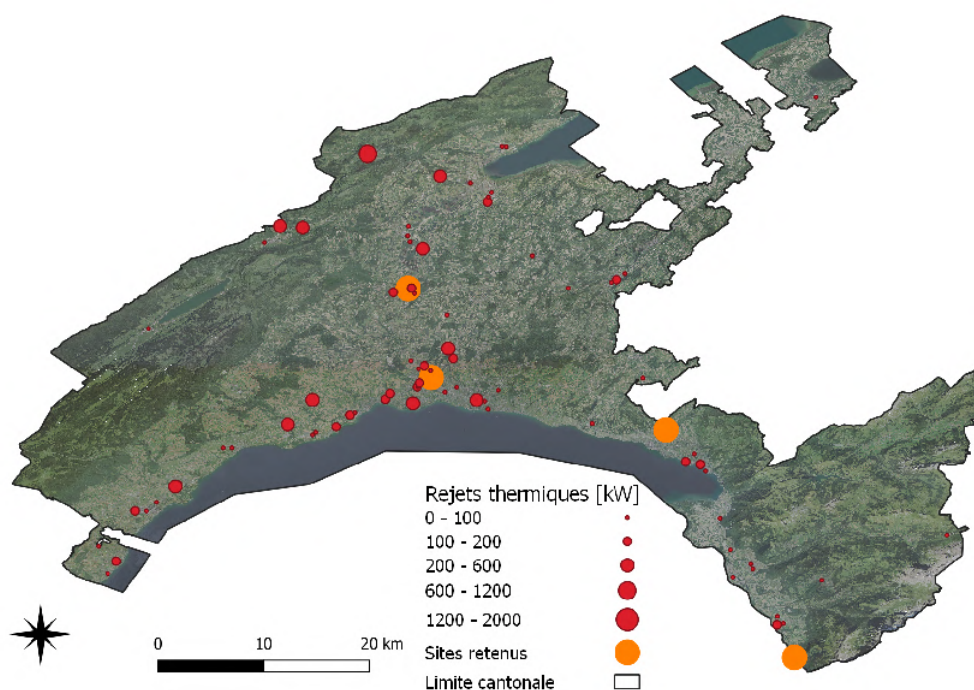 Rejets thermiques [kW]
0 - 100
100 - 200
200 - 600
600 - 1200
1200 - 2000
Sites retenus
Limite cantonale
0 10 20 km